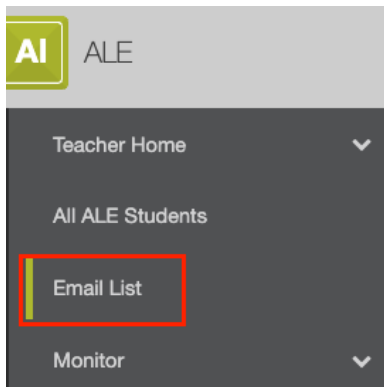 AI ALE
Teacher Home
All ALE Students
Email List
Monitor